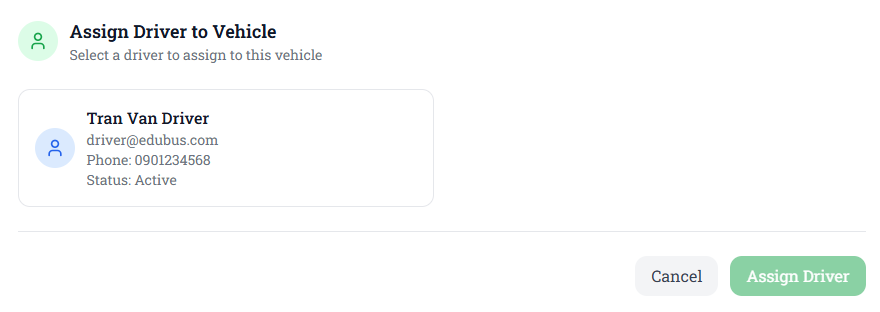 Assign Driver to Vehicle
Select a driver to assign to this vehicle
Tran Van Driver
driver@edubus.com
Phone: 0901234568
Status: Active
Cancel
Assign Driver